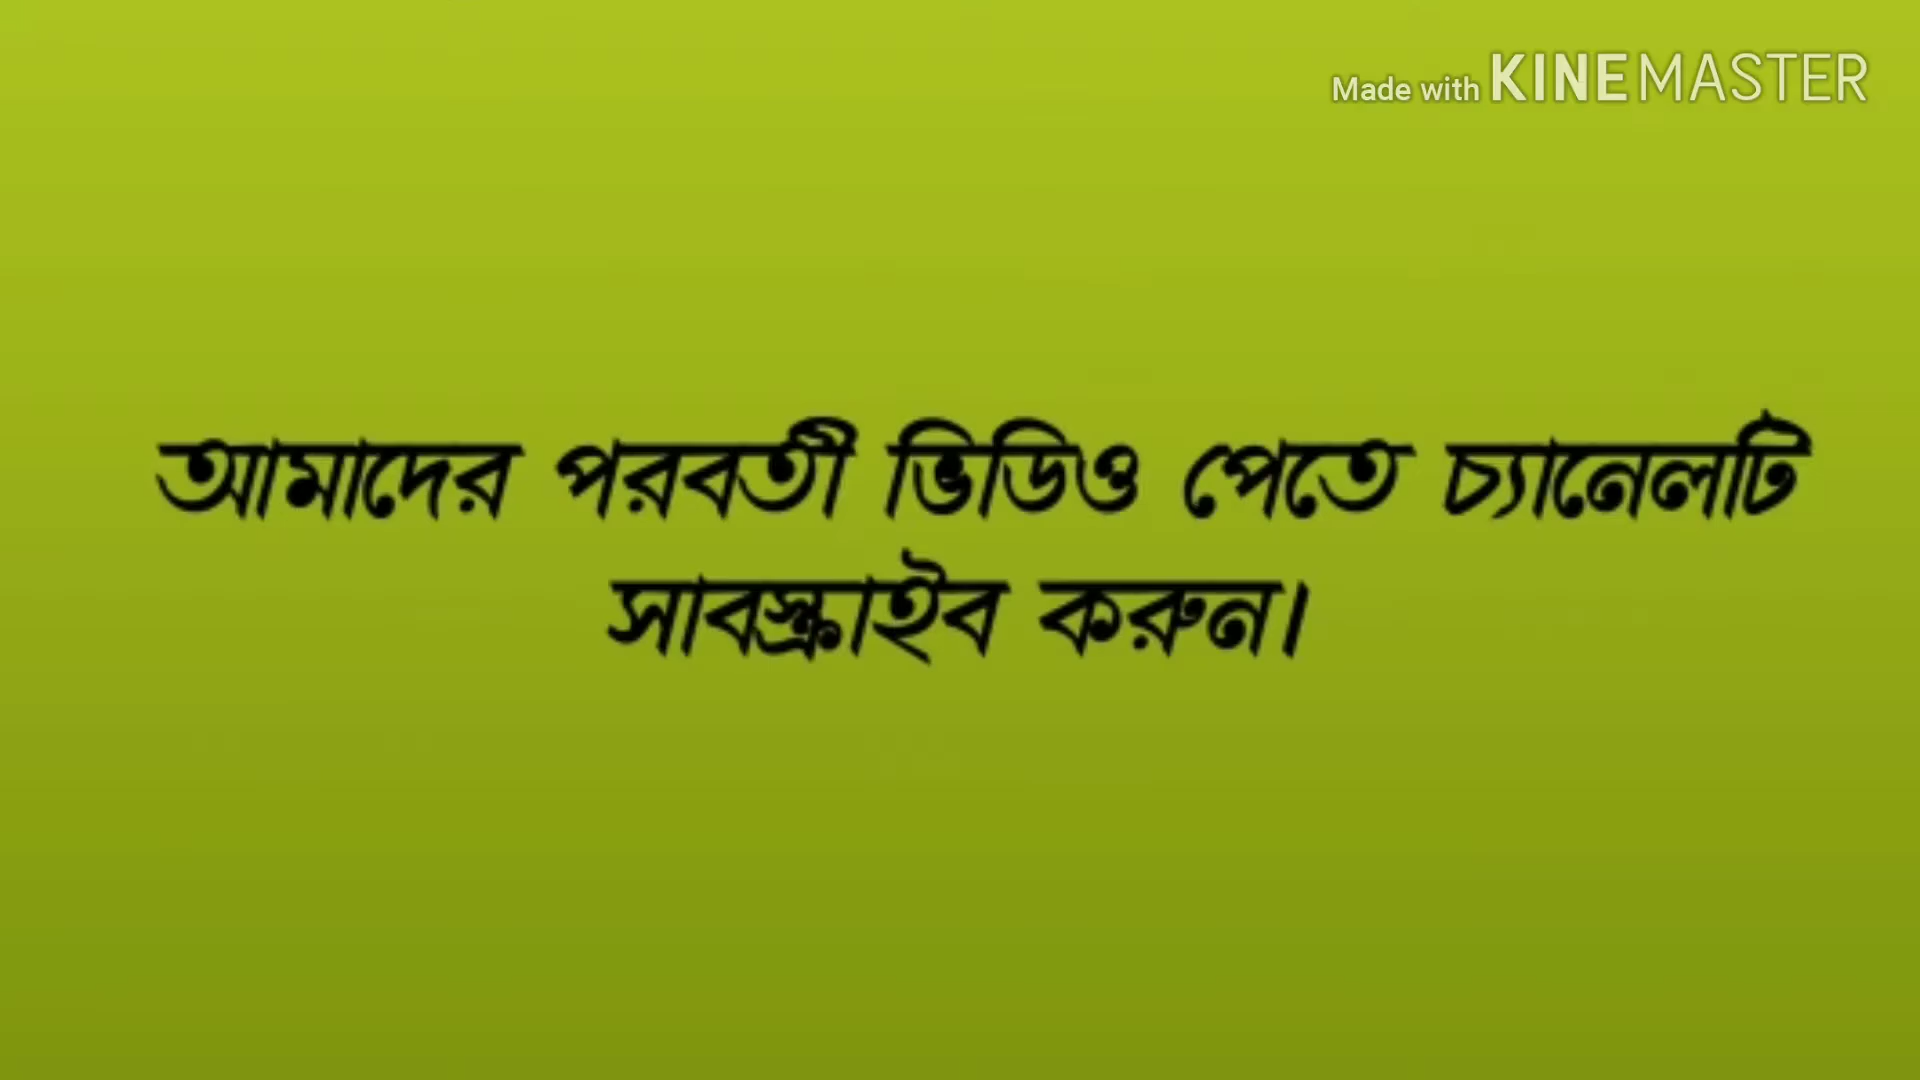 Made with KINEMASTER
আমাদের পরবর্তী ভিডিও পেতে চ্যানেলটি
সাবস্ক্রাইব করুন।